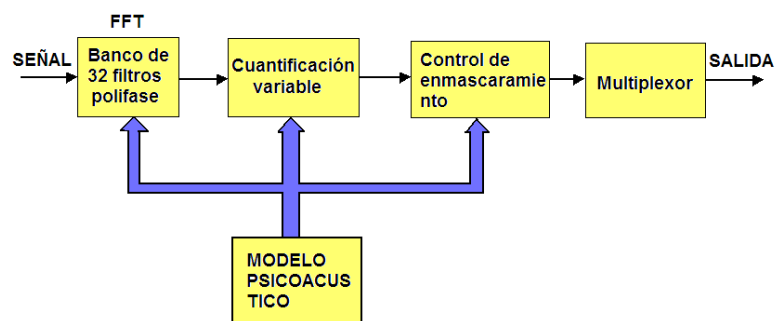 FFT
SEÑAL
Banco de
32 filtros
polifase
Cuantificación
variable
Control de
enmascaramie
nto
Multiplexor
SALIDA
MODELO
PSICOACUS
TICO